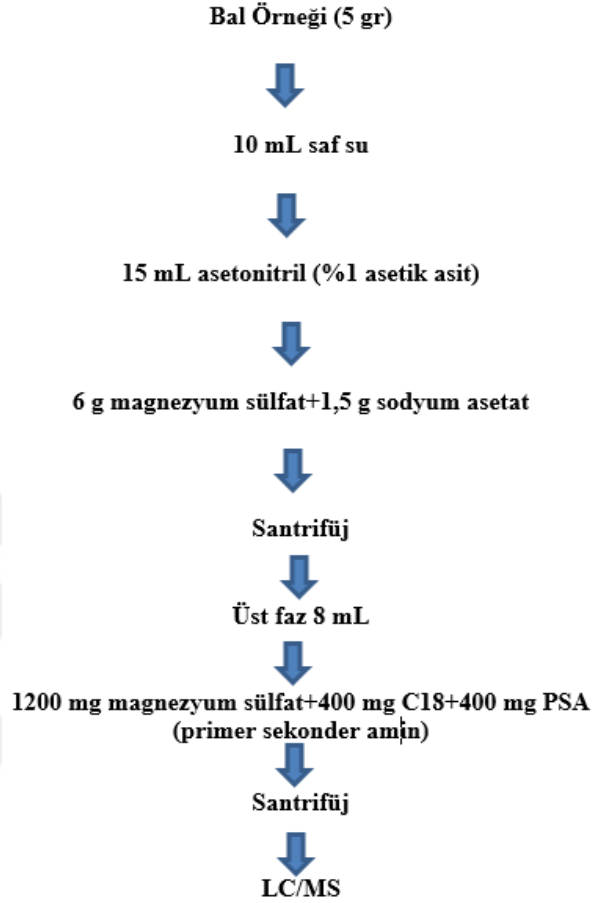 Bal Örneği (5 gr)
10 mL saf su
15 mL asetonitril (%1 asetik asit)
6 g magnezyum sülfat+1,5 g sodyum asetat
Santrifüj
Üst faz 8 mL
1200 mg magnezyum sülfat+400 mg C18+400 mg PSA
(primer sekonder amin)
Santrifüj
LC/MS